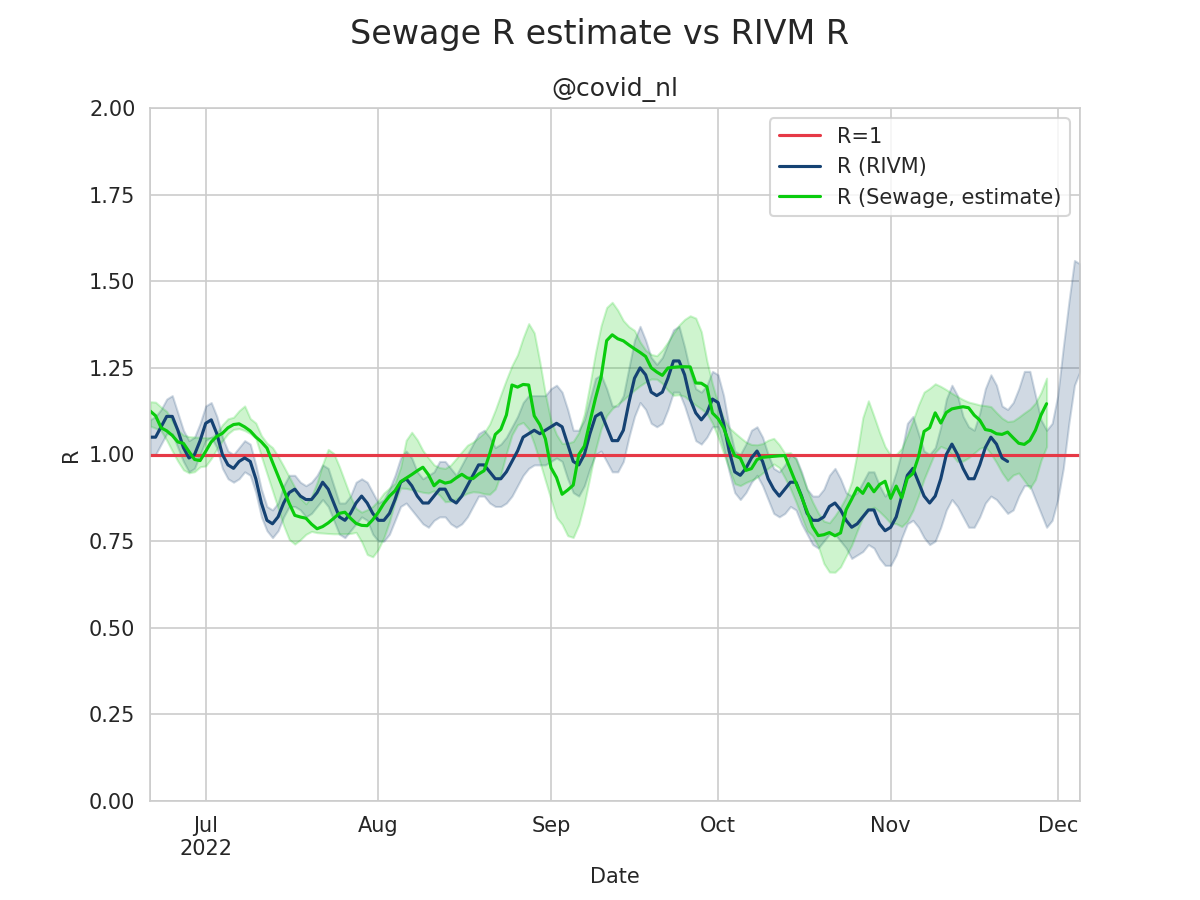 Sewage R estimate vs RIVM R
@covid_nl
2.00
1.75
1.50
1.25
1.00
0.75
0.50
0.25
0.00
R
R=1
R (RIVM)
R (Sewage, estimate)
Jul
2022
Aug
Sep
Oct
Nov
Dec
Date